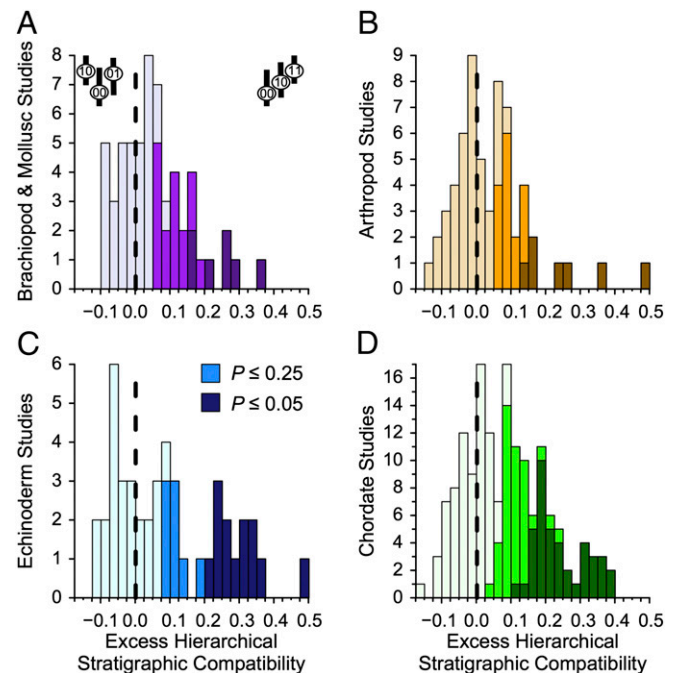 A
Brachiopod & Mollusc Studies
8
7
6
5
4
3
2
1
0
10
00
01
00
10
11
−0.1 0.0 0.1 0.2 0.3 0.4 0.5
B
Arthropod Studies
9
8
7
6
5
4
3
2
1
0
−0.1 0.0 0.1 0.2 0.3 0.4 0.5
C
Echinoderm Studies
6
5
4
3
2
1
0
P ≤ 0.25
P ≤ 0.05
−0.1 0.0 0.1 0.2 0.3 0.4 0.5
Excess Hierarchical
Stratigraphic Compatibility
D
Chordate Studies
16
14
12
10
8
6
4
2
0
−0.1 0.0 0.1 0.2 0.3 0.4 0.5
Excess Hierarchical
Stratigraphic Compatibility